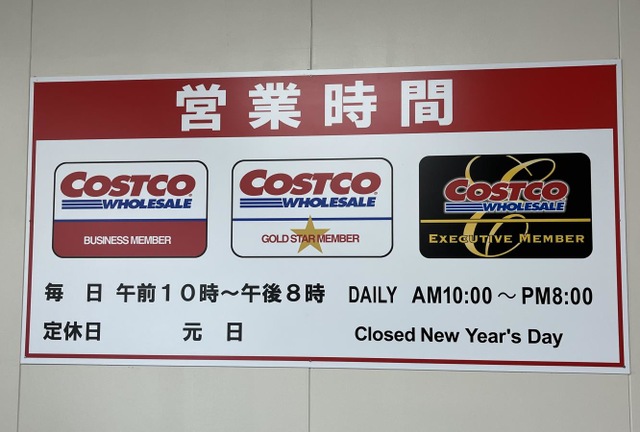 営業時間
COSTCO
WHOLESALE
BUSINESS MEMBER
COSTCO
WHOLESALE
GOLD STAR MEMBER
COSTCO
WHOLESALE
EXECUTIVE MEMBER
毎 日 午前10時～午後8時 DAILY AM10:00 ～ PM8:00
定休日 元 日 Closed New Year's Day